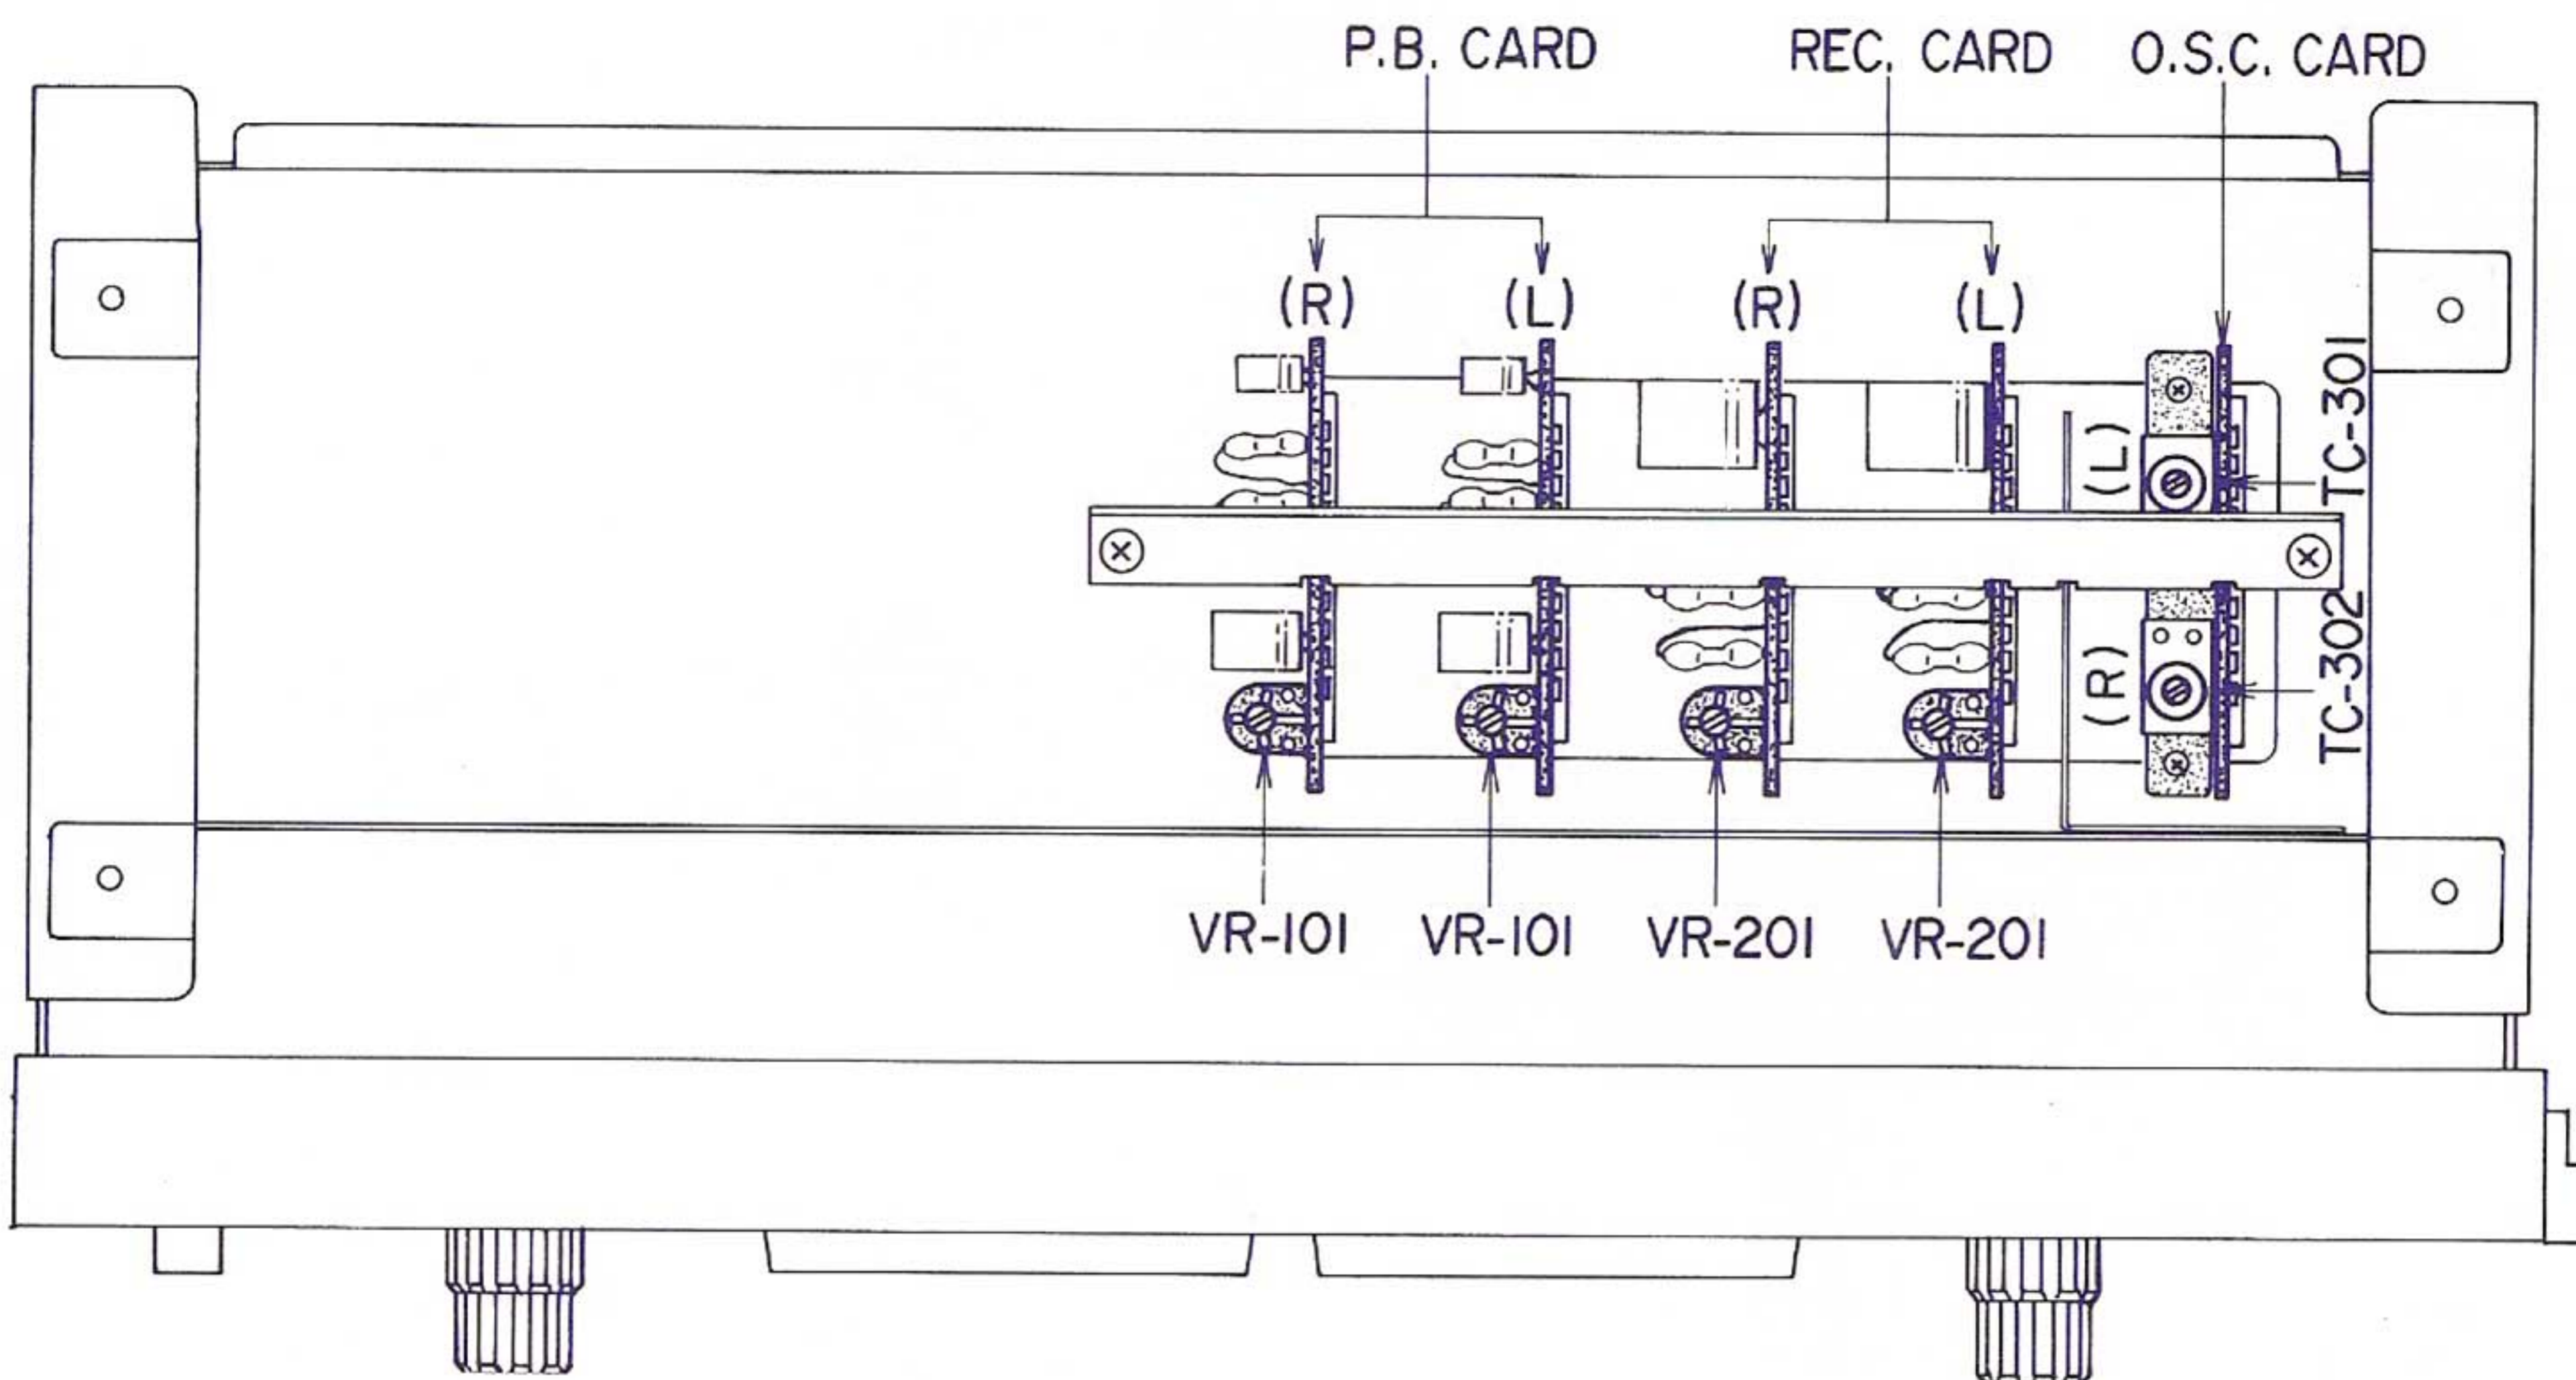 P.B. CARD
REC. CARD
O.S.C. CARD
(R)
(L)
(R)
(L)
(L)
TC-301
(R)
TC-302
VR-101
VR-101
VR-201
VR-201